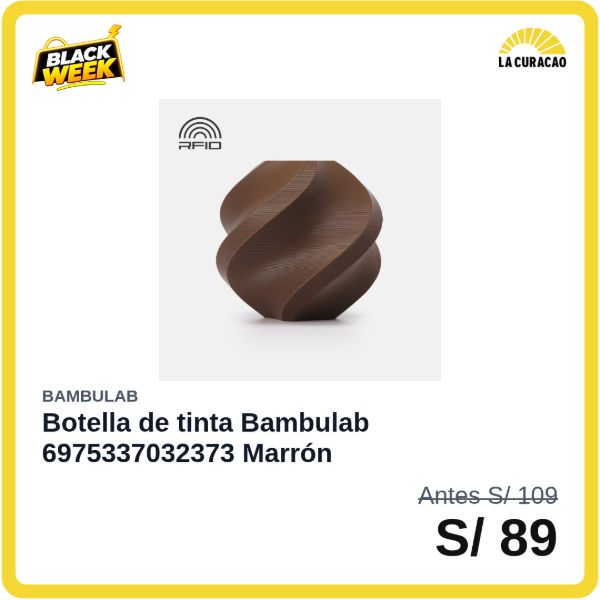 BLACK
WEEK
LA CURACAO
RFID
BAMBULAB
Botella de tinta Bambulab
6975337032373 Marrón
Antes S/ 109
S/ 89